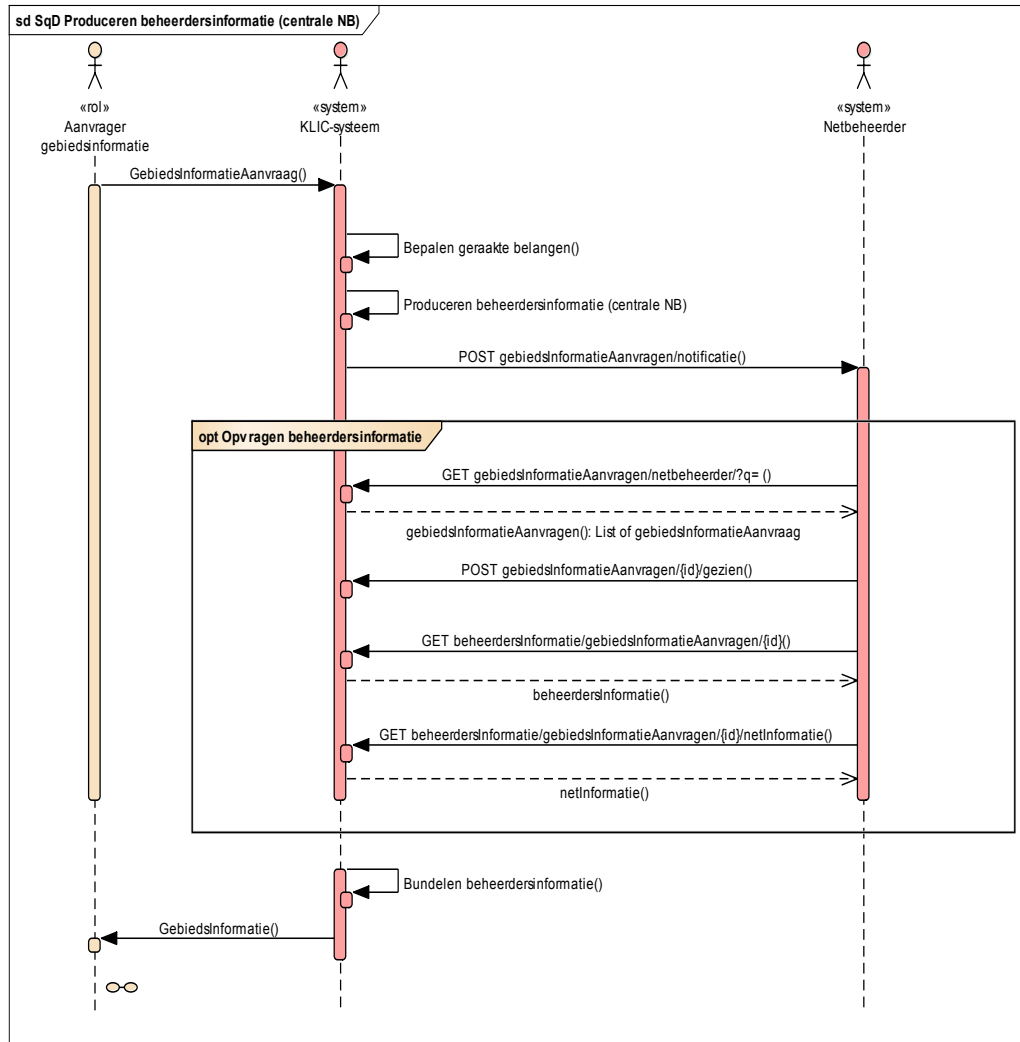 sd SqD Produceren beheerdersinformatie (centrale NB)
«rol»
Aanvrager
gebiedsinformatie
«system»
KLIC-systeem
«system»
Netbeheerder
GebiedsInformatieAanvraag()
Bepalen geraakte belangen()
Produceren beheerdersinformatie (centrale NB)
POST gebiedsInformatieAanvragen/notificatie()
opt Opvragen beheerdersinformatie
GET gebiedsInformatieAanvragen/netbeheerder/?q= ()
gebiedsInformatieAanvragen(): List of gebiedsInformatieAanvraag
POST gebiedsInformatieAanvragen/{id}/gezien()
GET beheerdersInformatie/gebiedsInformatieAanvragen/{id}()
beheerdersInformatie()
GET beheerdersInformatie/gebiedsInformatieAanvragen/{id}/netInformatie()
netInformatie()
Bundelen beheerdersinformatie()
GebiedsInformatie()